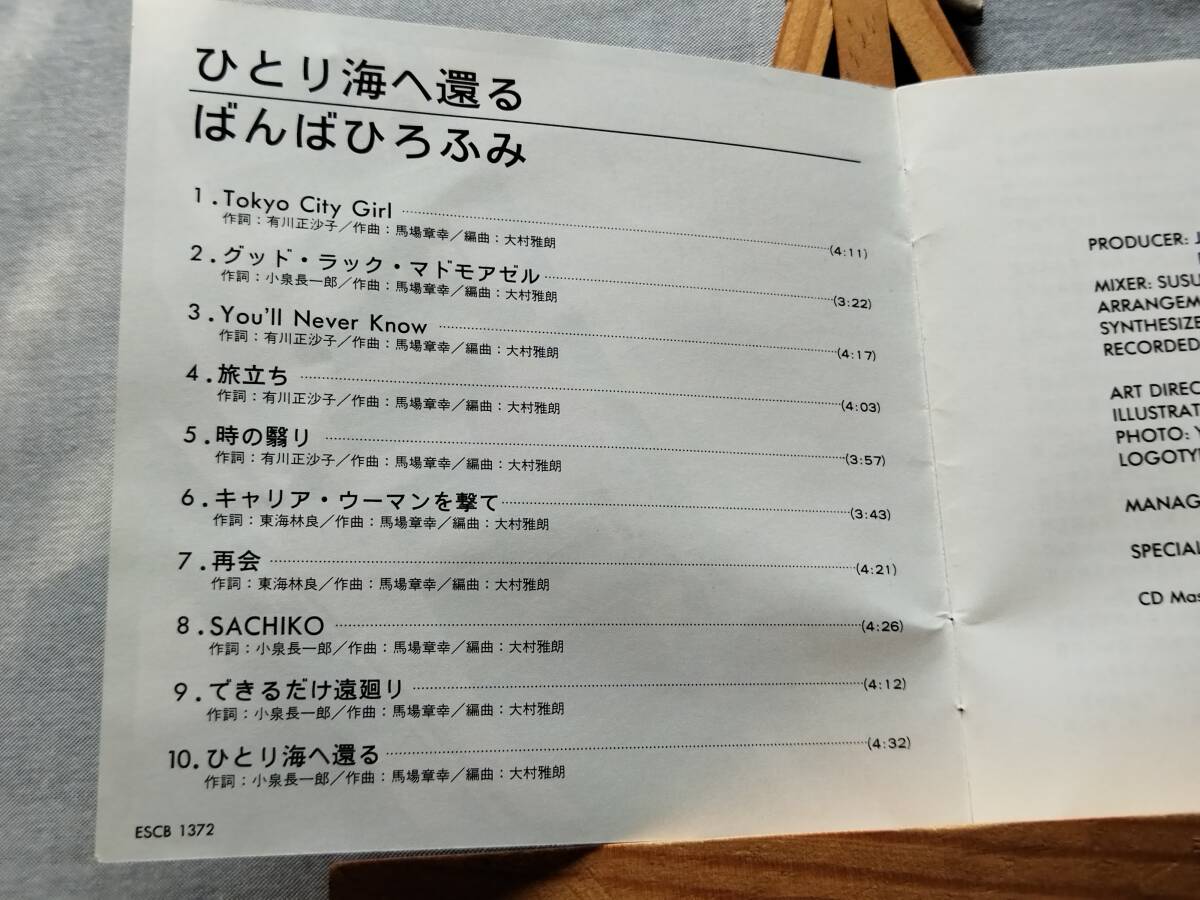 ひとり海へ還る
ばんばひろふみ
1.Tokyo City Girl (4:11)
作詞：有川正沙子／作曲：馬場章幸／編曲：大村雅朗
2.グッド・ラック・マドモアゼル (3:22)
作詞：小泉長一郎／作曲：馬場章幸／編曲：大村雅朗
3.You'll Never Know (4:17)
作詞：有川正沙子／作曲：馬場章幸／編曲：大村雅朗
4.旅立ち (4:03)
作詞：有川正沙子／作曲：馬場章幸／編曲：大村雅朗
5.時の翳り (3:57)
作詞：有川正沙子／作曲：馬場章幸／編曲：大村雅朗
6.キャリア・ウーマンを撃て (3:43)
作詞：東海林良／作曲：馬場章幸／編曲：大村雅朗
7.再会 (4:21)
作詞：東海林良／作曲：馬場章幸／編曲：大村雅朗
8.SACHIKO (4:26)
作詞：小泉長一郎／作曲：馬場章幸／編曲：大村雅朗
9.できるだけ遠廻り (4:12)
作詞：小泉長一郎／作曲：馬場章幸／編曲：大村雅朗
10.ひとり海へ還る (4:32)
作詞：小泉長一郎／作曲：馬場章幸／編曲：大村雅朗
ESCB 1372
PRODUCER: J
MIXER: SUSU
ARRANGEM
SYNTHESIZE
RECORDED
ART DIREC
ILLUSTRAT
PHOTO: Y
LOGOTY
MANAG
SPECIAL
CD Mas